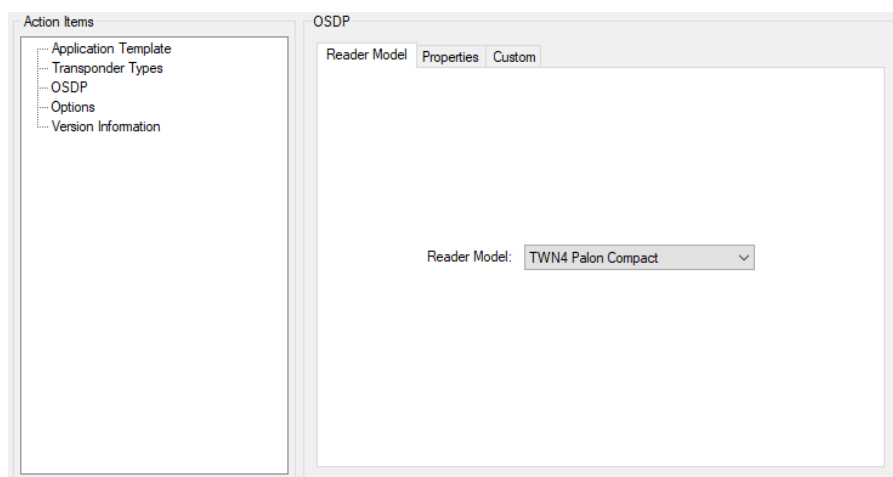 Action Items
Application Template
Transponder Types
OSDP
Options
Version Information
OSDP
Reader Model Properties Custom
Reader Model: TWN4 Palon Compact